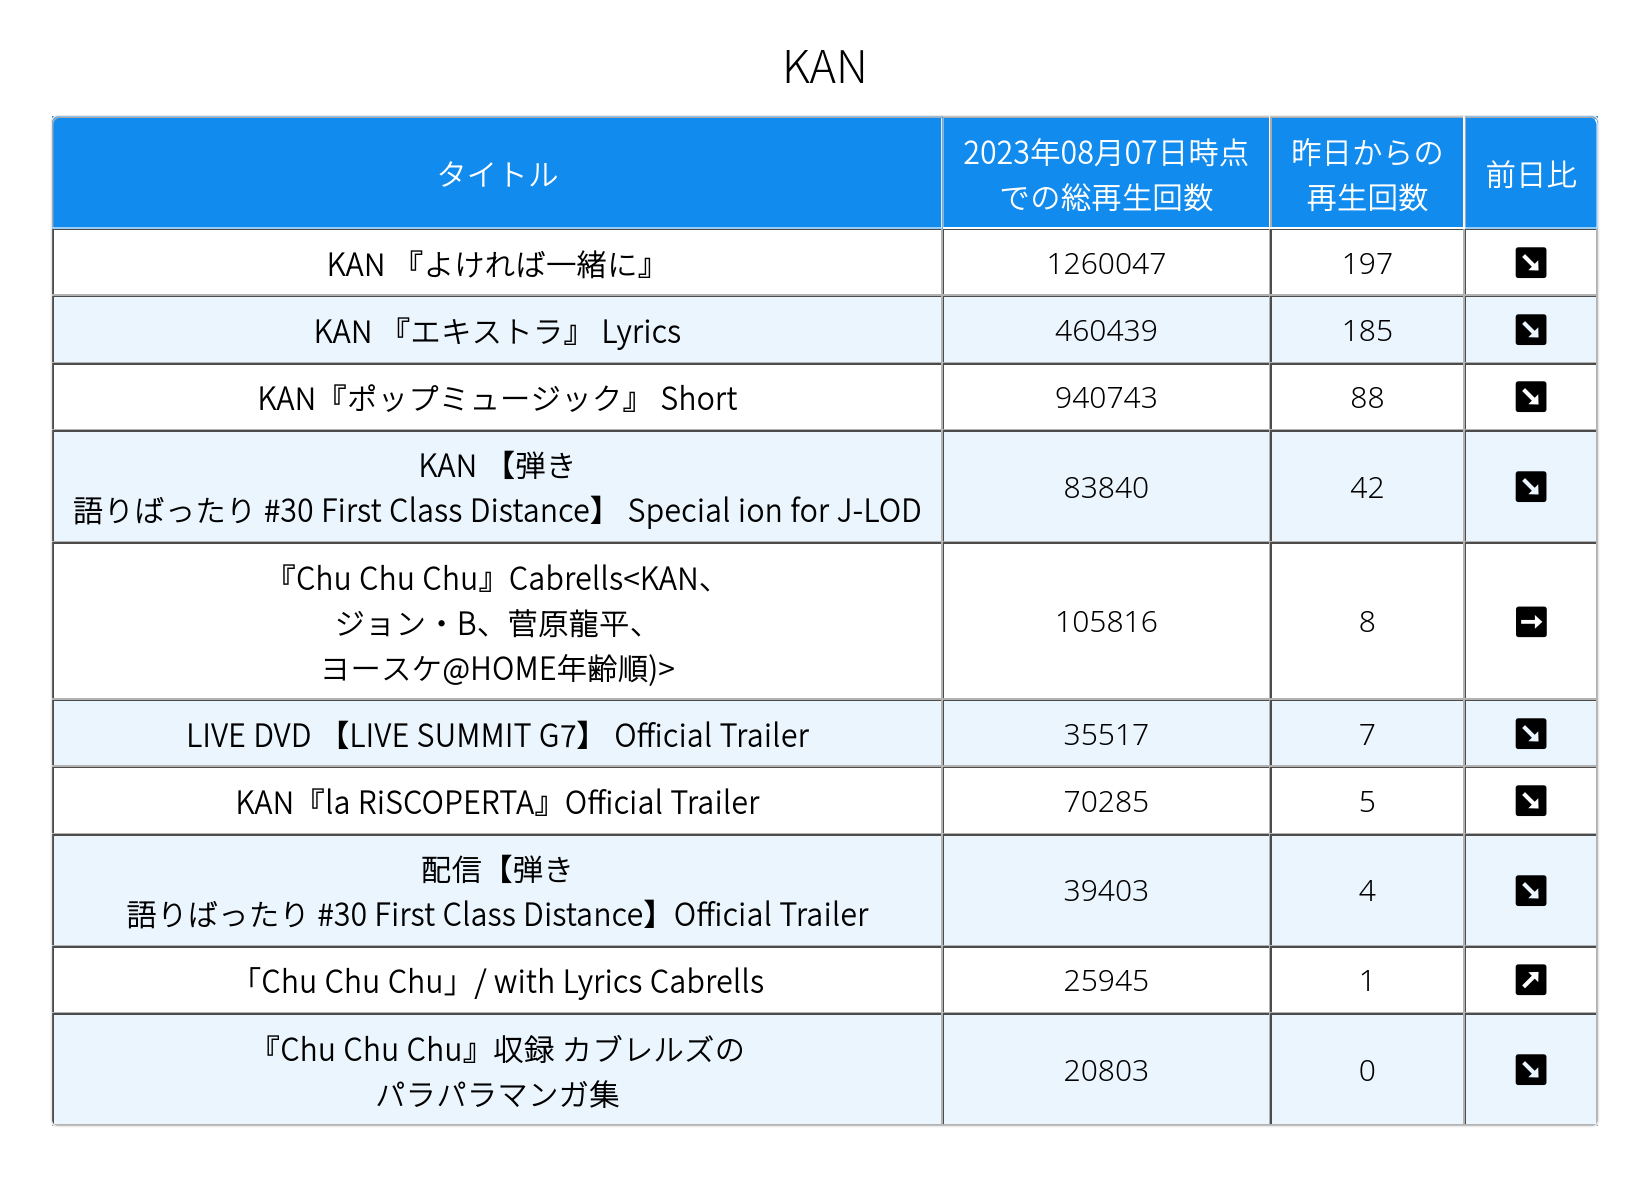 KAN
タイトル
2023年08月07日時点
での総再生回数
昨日からの
再生回数
前日比
KAN 『よければ一緒に』
1260047
197
KAN 『エキストラ』 Lyrics
460439
185
KAN『ポップミュージック』 Short
940743
88
KAN 【弾き
語りばったり #30 First Class Distance】 Special ion for J-LOD
83840
42
『Chu Chu Chu』Cabrells<KAN、
ジョン・B、菅原龍平、
ヨースケ@HOME年齢順)>
105816
8
LIVE DVD 【LIVE SUMMIT G7】 Official Trailer
35517
7
KAN『la RiSCOPERTA』Official Trailer
70285
5
配信【弾き
語りばったり #30 First Class Distance】Official Trailer
39403
4
「Chu Chu Chu」/ with Lyrics Cabrells
25945
1
『Chu Chu Chu』収録 カブレルズの
パラパラマンガ集
20803
0